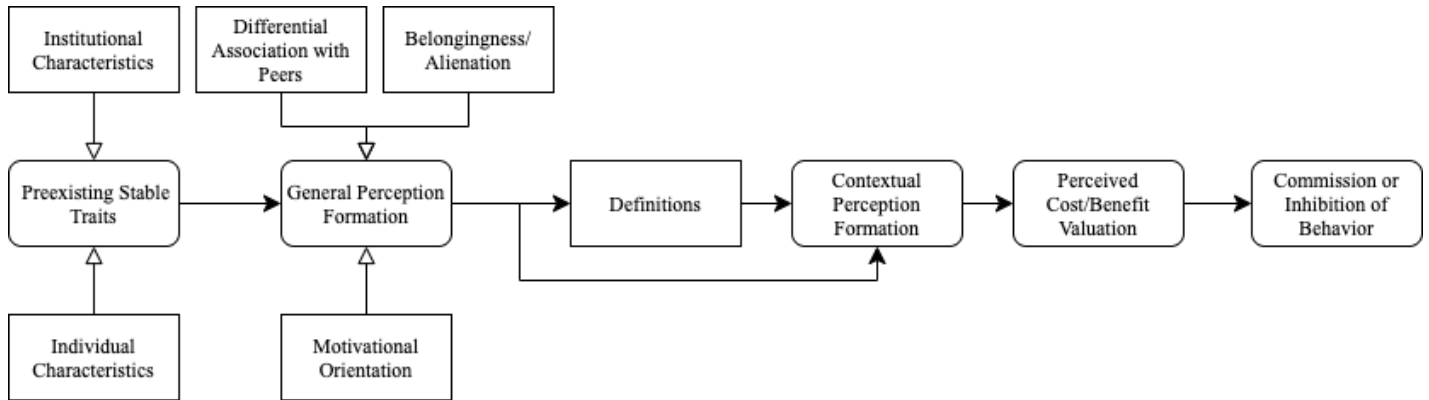 Institutional
Characteristics
Differential
Association with
Peers
Belongingness/
Alienation
Preexisting Stable
Traits
General Perception
Formation
Definitions
Contextual
Perception
Formation
Perceived
Cost/Benefit
Valuation
Commission or
Inhibition of
Behavior
Individual
Characteristics
Motivational
Orientation